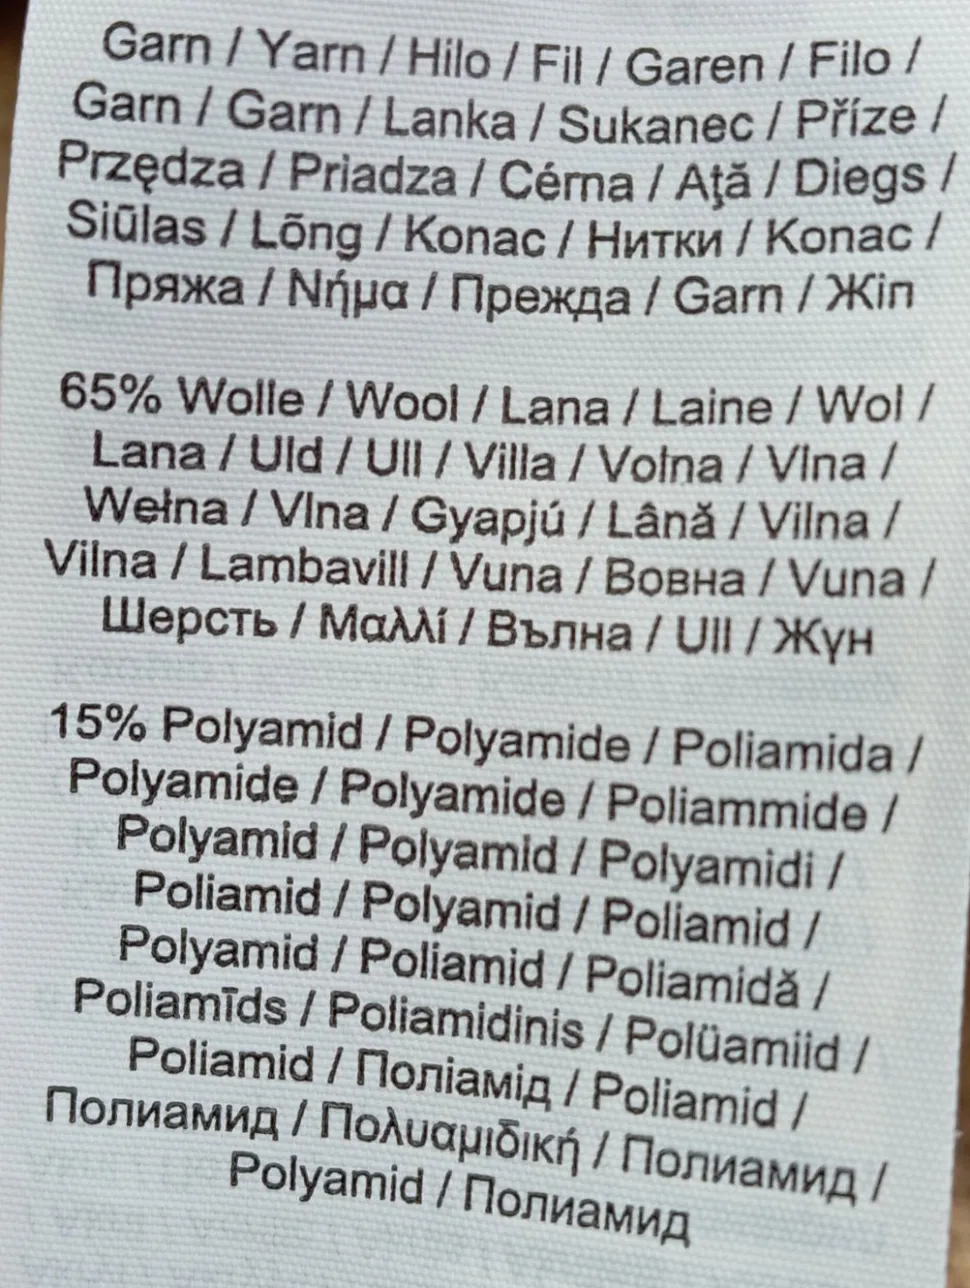 Garn / Yarn / Hilo / Fil / Garen / Filo /
Garn / Garn / Lanka / Sukanec / Příze /
Przędza / Priadza / Cérna / Aţă / Diegs /
Siūlas / Lõng / Konac / Нитки / Konac /
Пряжа / Νήμα / Прежда / Garn / Жіп
65% Wolle / Wool / Lana / Laine / Wol /
Lana / Uld / Ull / Villa / Volna / Vlna /
Wełna / Vlna / Gyapjú / Lână / Vilna /
Vilna / Lambavill / Vuna / Вовна / Vuna /
Шерсть / Μαλλί / Вълна / Ull / Жүн
15% Polyamid / Polyamide / Poliamida /
Polyamide / Polyamide / Poliammide /
Polyamid / Polyamid / Polyamidi /
Poliamid / Polyamid / Poliamid /
Polyamid / Poliamid / Poliamidă /
Poliamīds / Poliamidinis / Polüamiid /
Poliamid / Поліамід / Poliamid /
Полиамид / Πολυαμιδική / Полиамид /
Polyamid / Полиамид